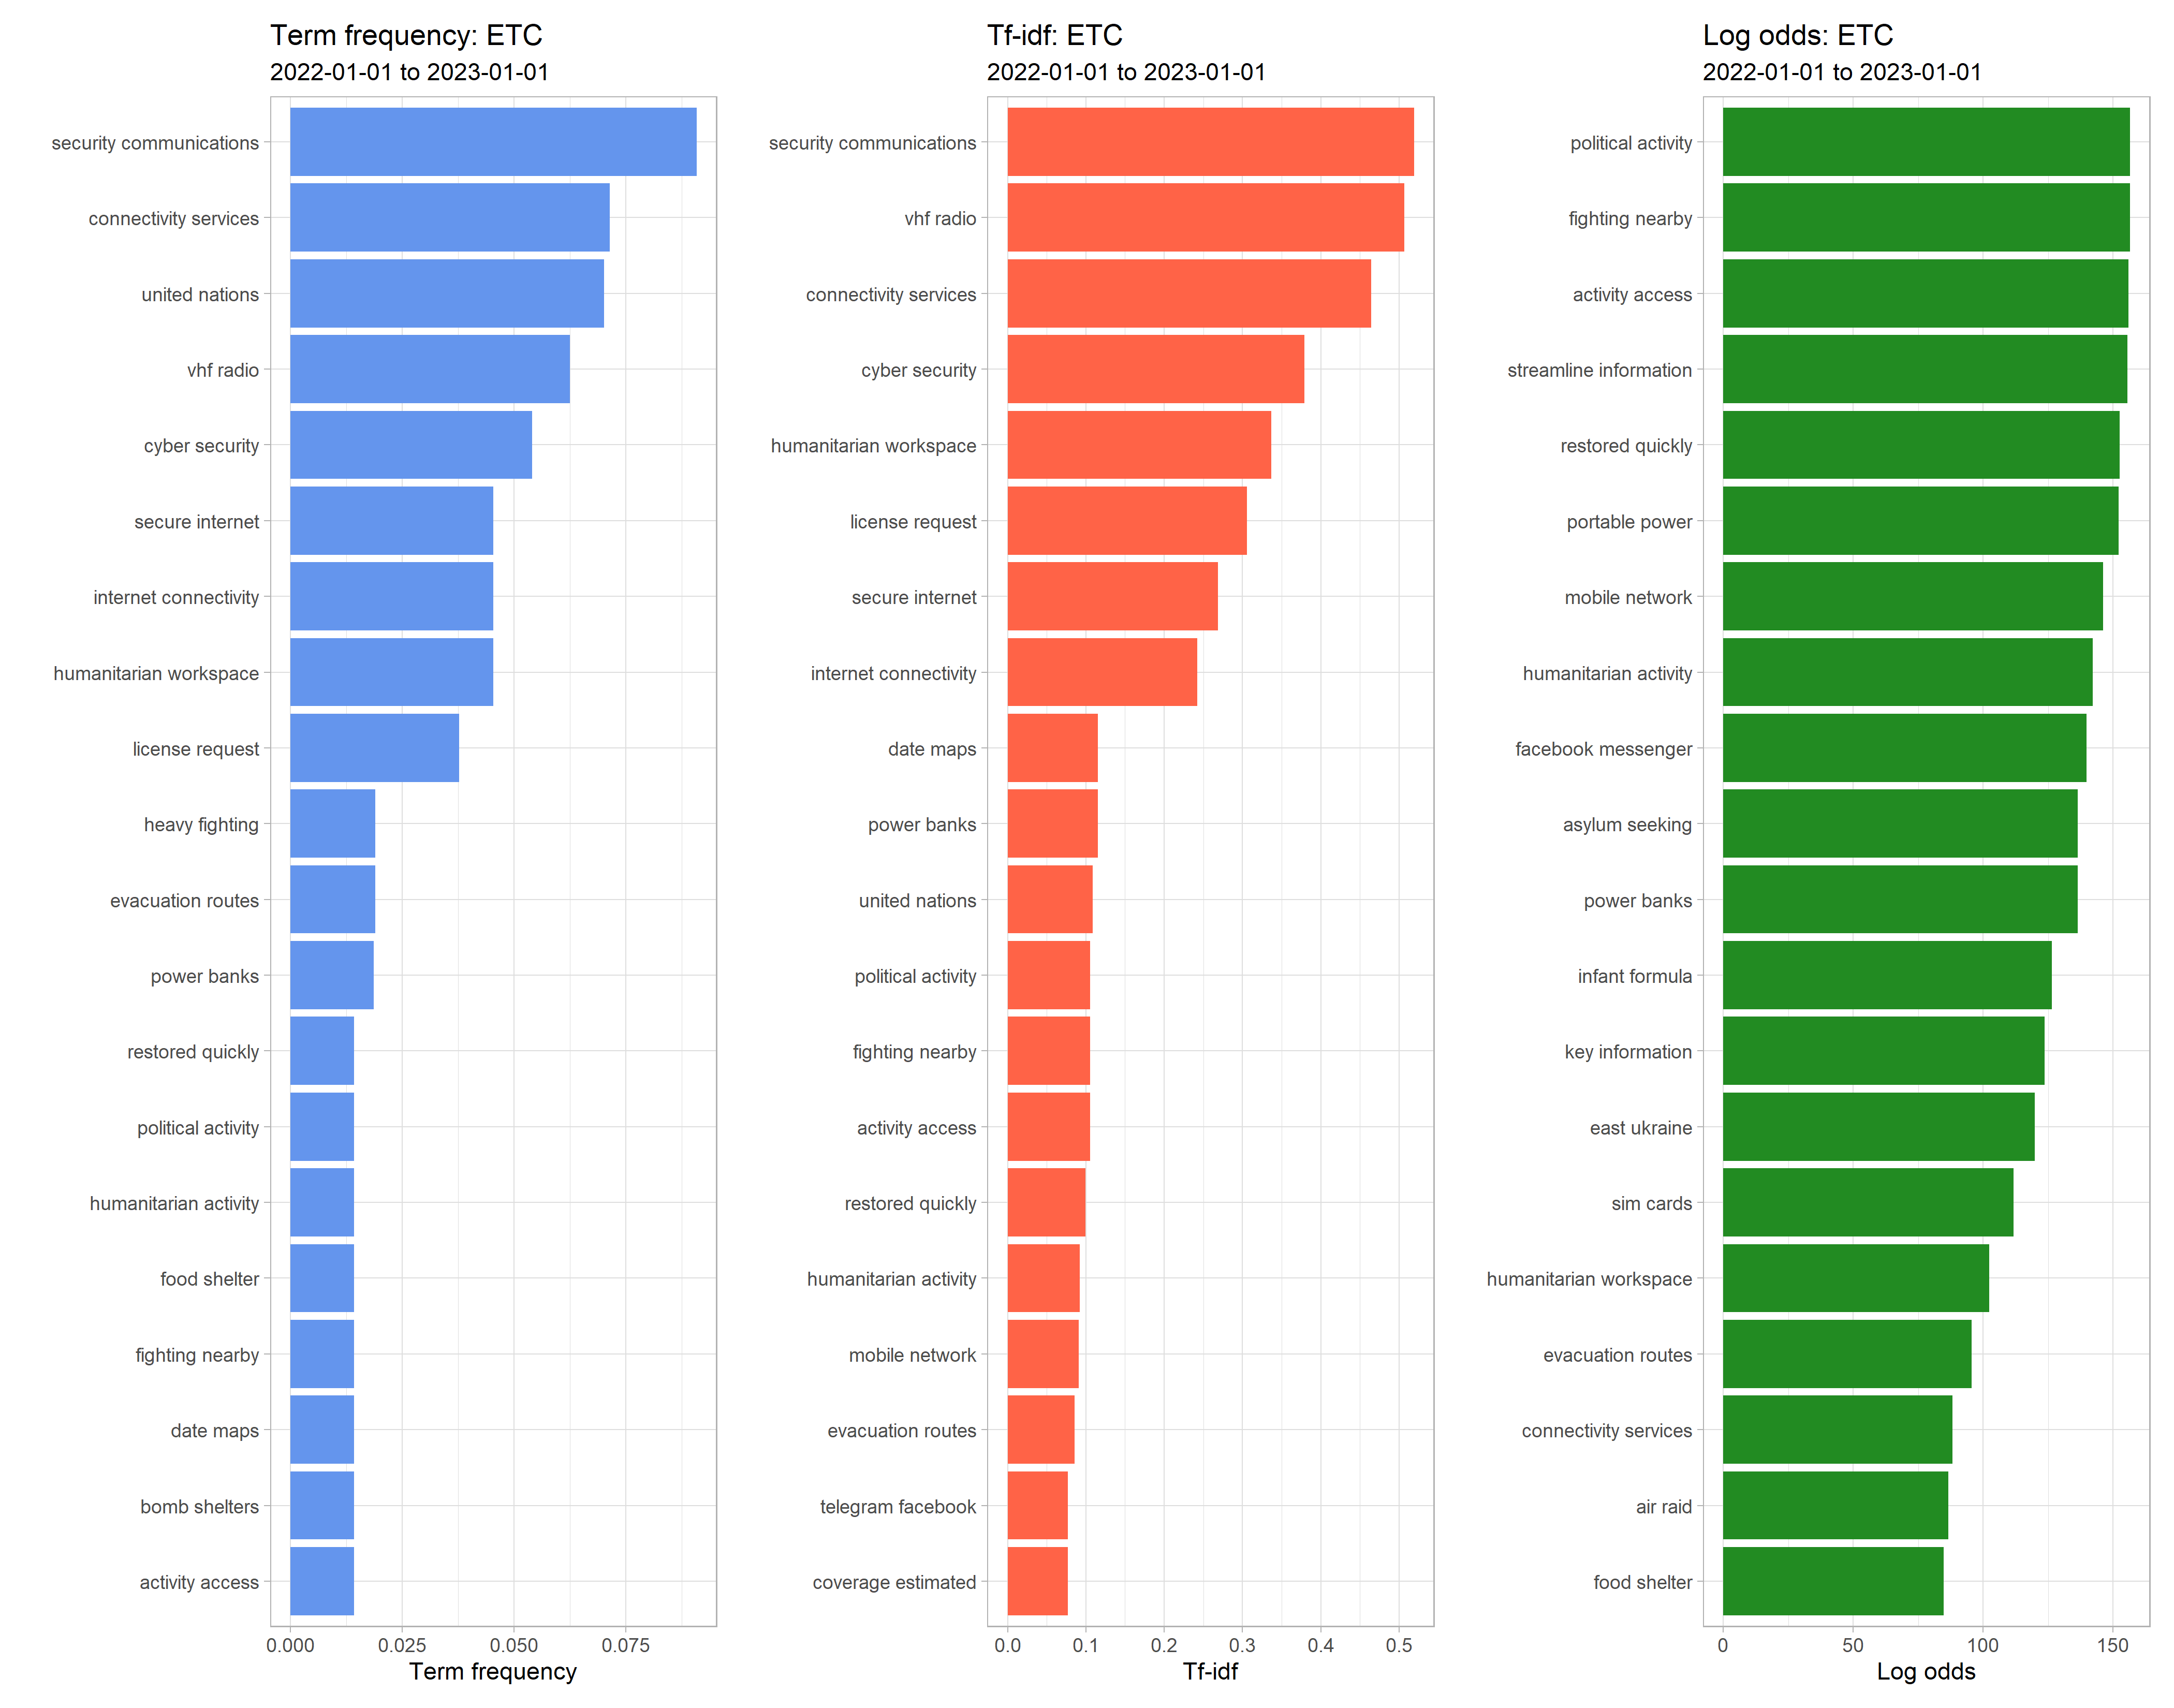 Term frequency: ETC
2022-01-01 to 2023-01-01
security communications
connectivity services
united nations
vhf radio
cyber security
secure internet
internet connectivity
humanitarian workspace
license request
heavy fighting
evacuation routes
power banks
restored quickly
political activity
humanitarian activity
food shelter
fighting nearby
date maps
bomb shelters
activity access
0.000 0.025 0.050 0.075
Term frequency
Tf-idf: ETC
2022-01-01 to 2023-01-01
security communications
vhf radio
connectivity services
cyber security
humanitarian workspace
license request
secure internet
internet connectivity
date maps
power banks
united nations
political activity
fighting nearby
activity access
restored quickly
humanitarian activity
mobile network
evacuation routes
telegram facebook
coverage estimated
0.0 0.1 0.2 0.3 0.4 0.5
Tf-idf
Log odds: ETC
2022-01-01 to 2023-01-01
political activity
fighting nearby
activity access
streamline information
restored quickly
portable power
mobile network
humanitarian activity
facebook messenger
asylum seeking
power banks
infant formula
key information
east ukraine
sim cards
humanitarian workspace
evacuation routes
connectivity services
air raid
food shelter
0 50 100 150
Log odds